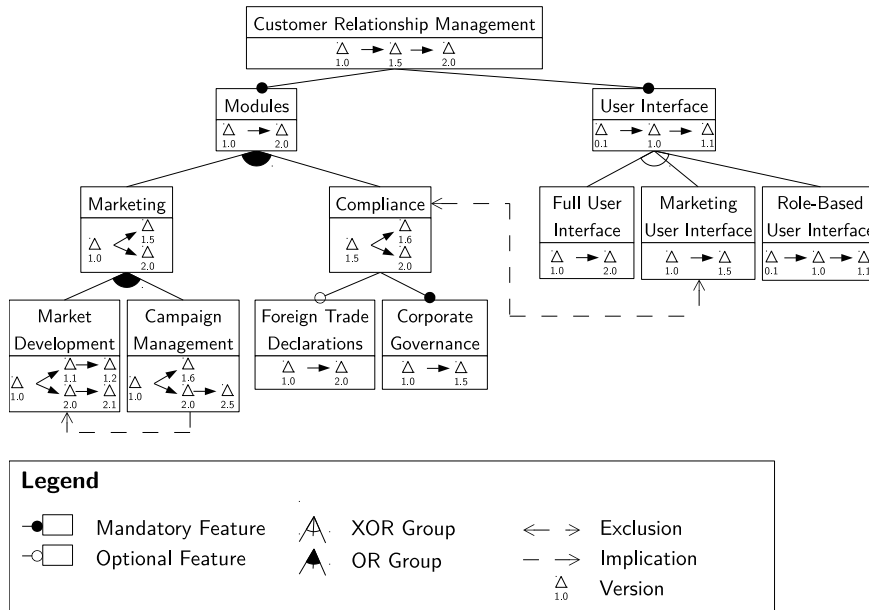 Customer Relationship Management
1.0 1.5 2.0
Modules
1.0 2.0
User Interface
0.1 1.0 1.1
Marketing
1.0 1.5 2.0
Compliance
1.5 1.6 2.0
Full User
Interface
1.0 2.0
Marketing
User Interface
1.0 1.5
Role-Based
User Interface
0.1 1.0 1.1
Market
Development
1.0 1.1 1.2
2.0 2.1
Campaign
Management
1.0 1.6
2.0 2.5
Foreign Trade
Declarations
1.0 2.0
Corporate
Governance
1.0 1.5
Legend
Mandatory Feature
Optional Feature
XOR Group
OR Group
Exclusion
Implication
1.0 Version